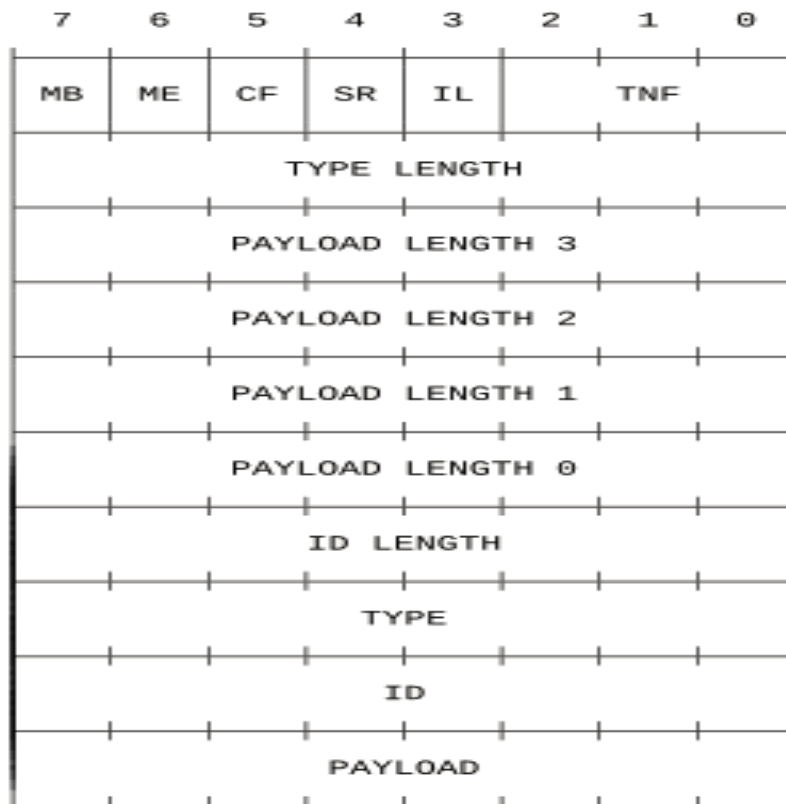 7 6 5 4 3 2 1 0
MB ME CF SR IL TNF
TYPE LENGTH
PAYLOAD LENGTH 3
PAYLOAD LENGTH 2
PAYLOAD LENGTH 1
PAYLOAD LENGTH 0
ID LENGTH
TYPE
ID
PAYLOAD